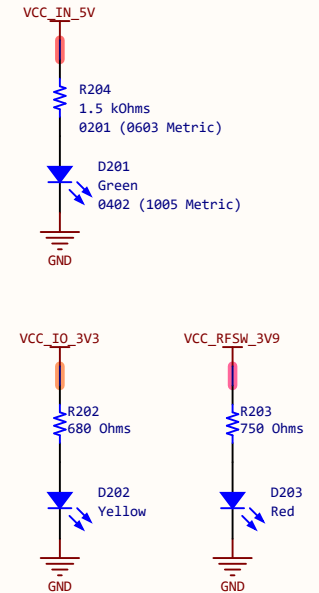 VCC_IN_5V
R204
1.5 kOhms
0201 (0603 Metric)
D201
Green
0402 (1005 Metric)
GND
VCC_IO_3V3
R202
680 Ohms
D202
Yellow
GND
VCC_RFSW_3V9
R203
750 Ohms
D203
Red
GND